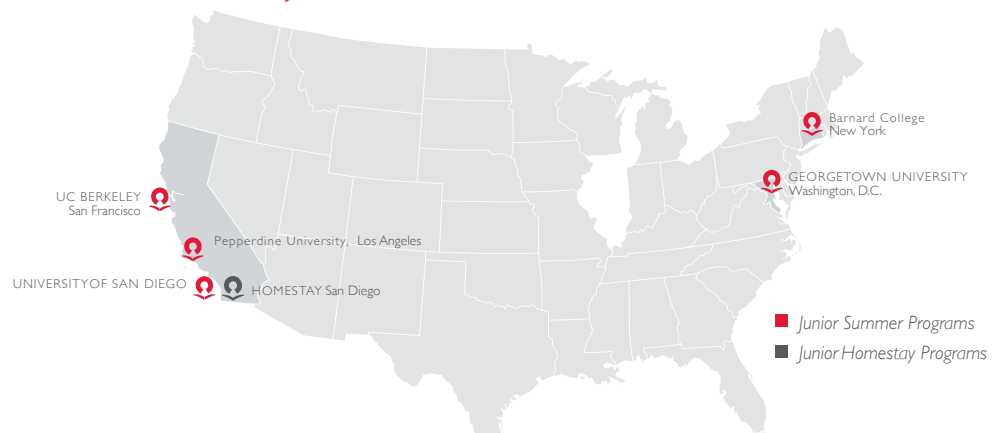 Barnard College
New York
GEORGETOWN UNIVERSITY
Washington, D.C.
UC BERKELEY
San Francisco
Pepperdine University, Los Angeles
UNIVERSITYOF SAN DIEGO
HOMESTAY San Diego
Junior Summer Programs
Junior Homestay Programs